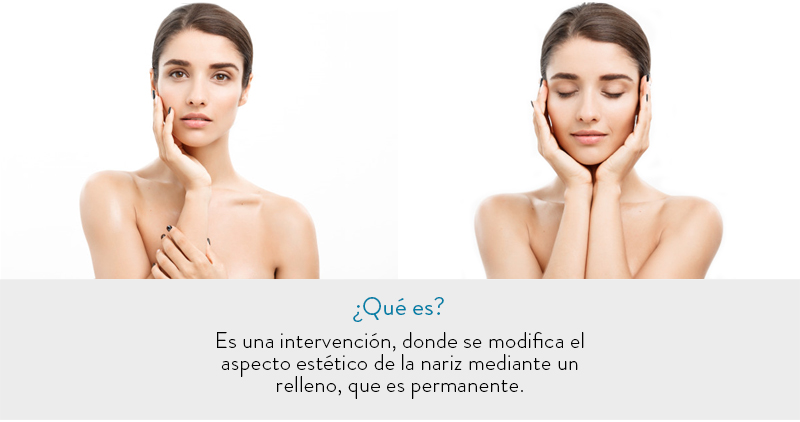 ¿Qué es?
Es una intervención, donde se modifica el
aspecto estético de la nariz mediante un
relleno, que es permanente.